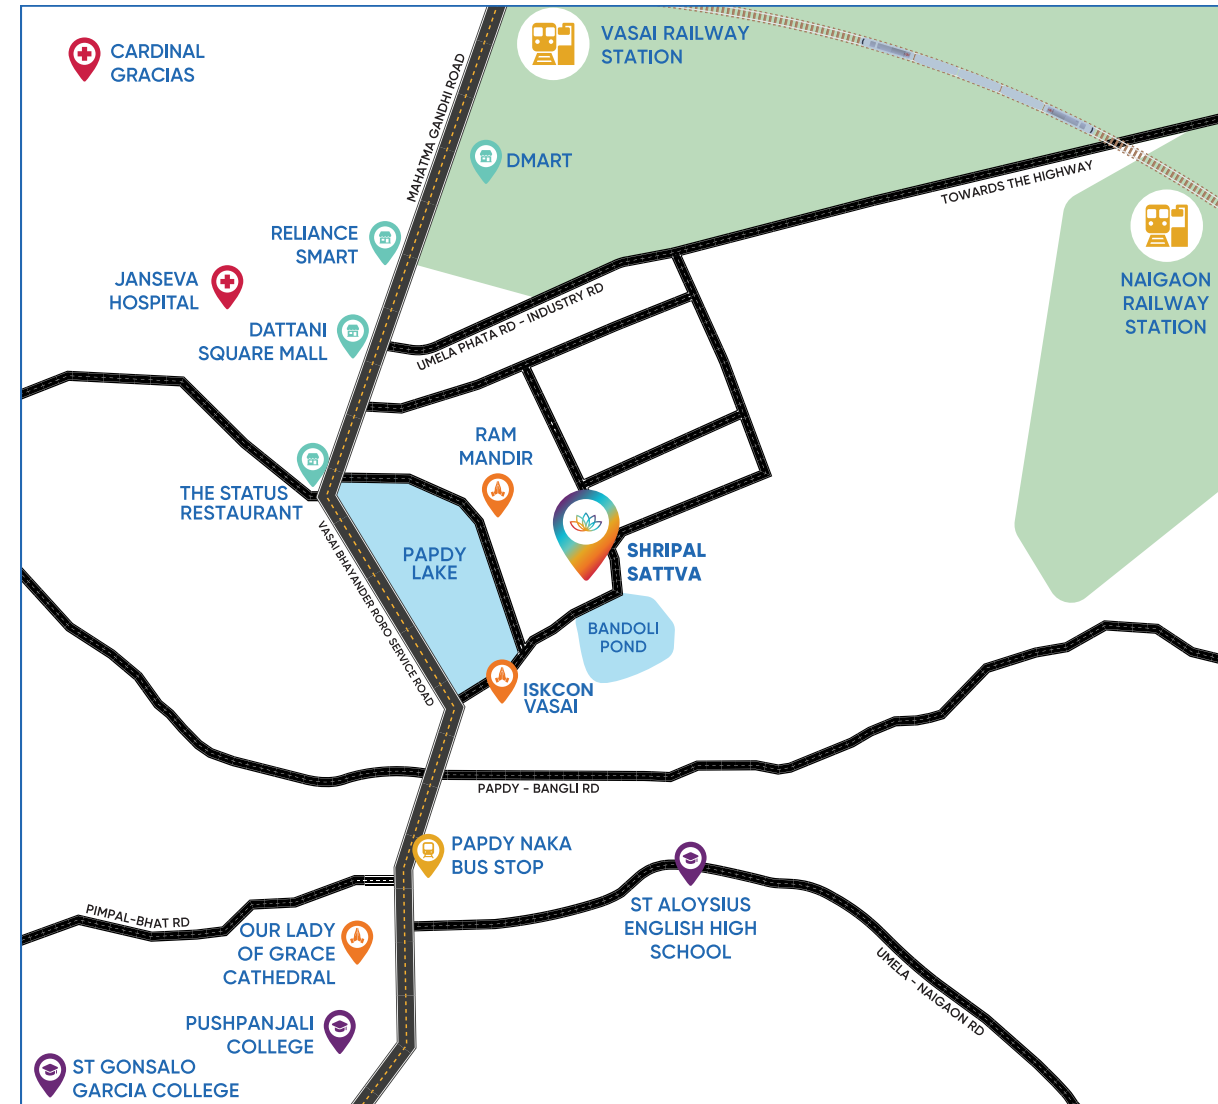 CARDINAL
GRACIAS
VASAI RAILWAY
STATION
MAHATMA GANDHI ROAD
DMART
TOWARDS THE HIGHWAY
RELIANCE
SMART
JANSEVA
HOSPITAL
NAIGAON
RAILWAY
STATION
DATTANI
SQUARE MALL
UMELA PHATA RD - INDUSTRY RD
RAM
MANDIR
THE STATUS
RESTAURANT
VASAI BHAYANDER RORO SERVICE ROAD
PAPDY
LAKE
SHRIPAL
SATTVA
BANDOLI
POND
ISKCON
VASAI
PAPDY - BANGLI RD
PAPDY NAKA
BUS STOP
PIMPAL-BHAT RD
OUR LADY
OF GRACE
CATHEDRAL
ST ALOYSIUS
ENGLISH HIGH
SCHOOL
UMELA - NAIGAON RD
PUSHPANJALI
COLLEGE
ST GONSALO
GARCIA COLLEGE